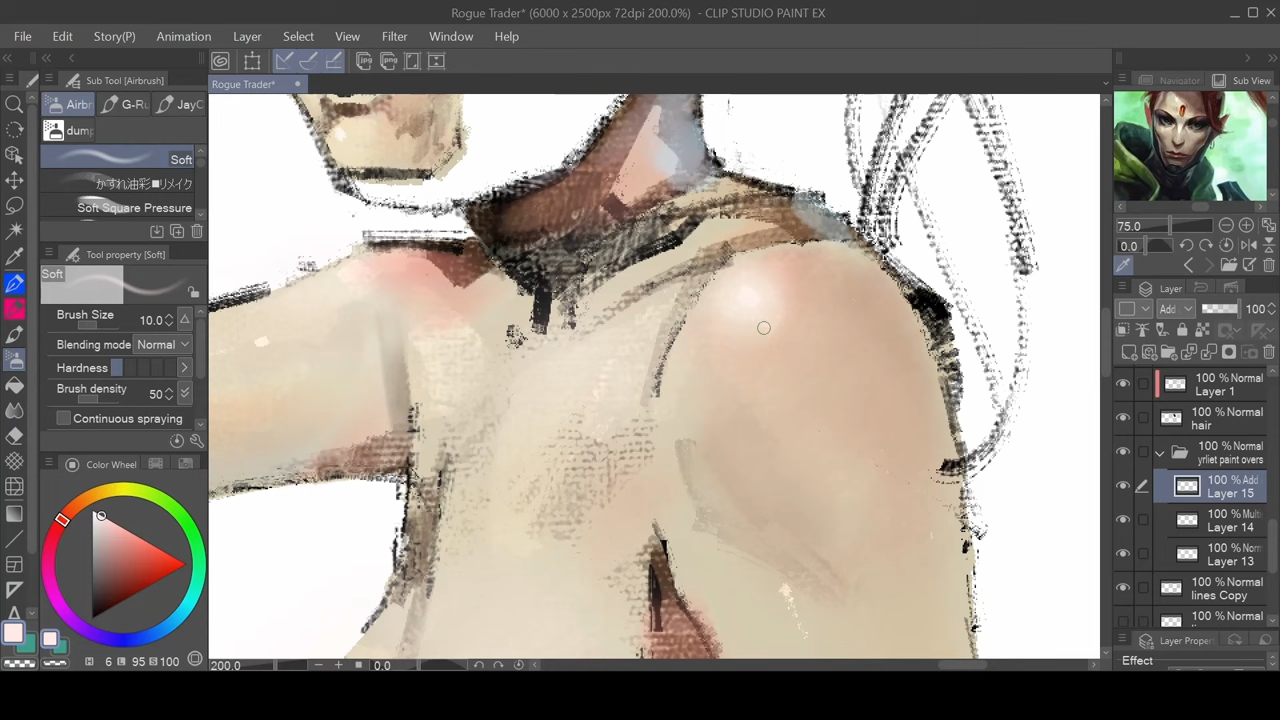 Rogue Trader* (6000 x 2500px 72dpi 200.0%) - CLIP STUDIO PAINT EX
File Edit Story(P) Animation Layer Select View Filter Window Help
Sub Tool [Airbrush]
Rogue Trader*
Navigator Sub View
Airbr G-Ru JayC
dump
Soft
かすれ油彩■リメイク
Soft Square Pressure
Tool property [Soft]
Soft
Brush Size 10.0
Blending mode Normal
Hardness
Brush density 50
Continuous spraying
Color Wheel
H 6 L 95 S 100
200.0 0.0
75.0
0.0
Layer
Add 100
100 % Normal
Layer 1
100 % Normal
hair
100 % Normal
yrliet paint overs
100 % Add
Layer 15
100 % Multi
Layer 14
100 % Norm
Layer 13
100 % Normal
lines Copy
100 % Normal
Layer Proper
Effect